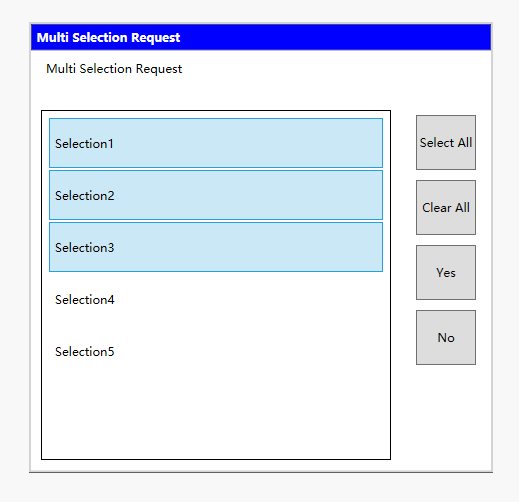 Multi Selection Request
Multi Selection Request
Selection1
Selection2
Selection3
Selection4
Selection5
Select All
Clear All
Yes
No